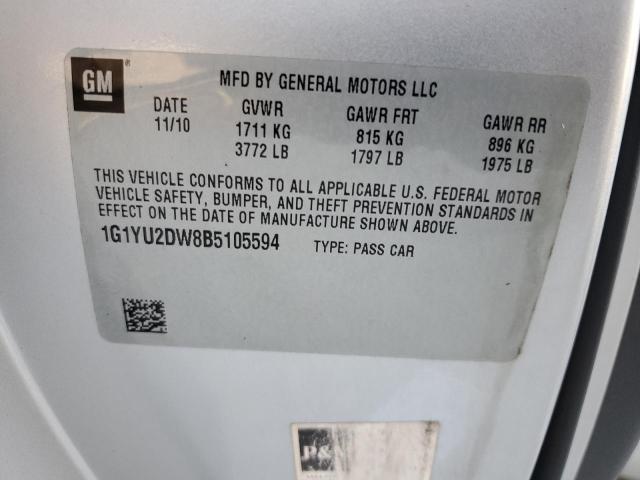 GM
®
MFD BY GENERAL MOTORS LLC
DATE GVWR GAWR FRT GAWR RR
11/10 1711 KG 815 KG 896 KG
3772 LB 1797 LB 1975 LB
THIS VEHICLE CONFORMS TO ALL APPLICABLE U.S. FEDERAL MOTOR
VEHICLE SAFETY, BUMPER, AND THEFT PREVENTION STANDARDS IN
EFFECT ON THE DATE OF MANUFACTURE SHOWN ABOVE.
1G1YU2DW8B5105594 TYPE: PASS CAR